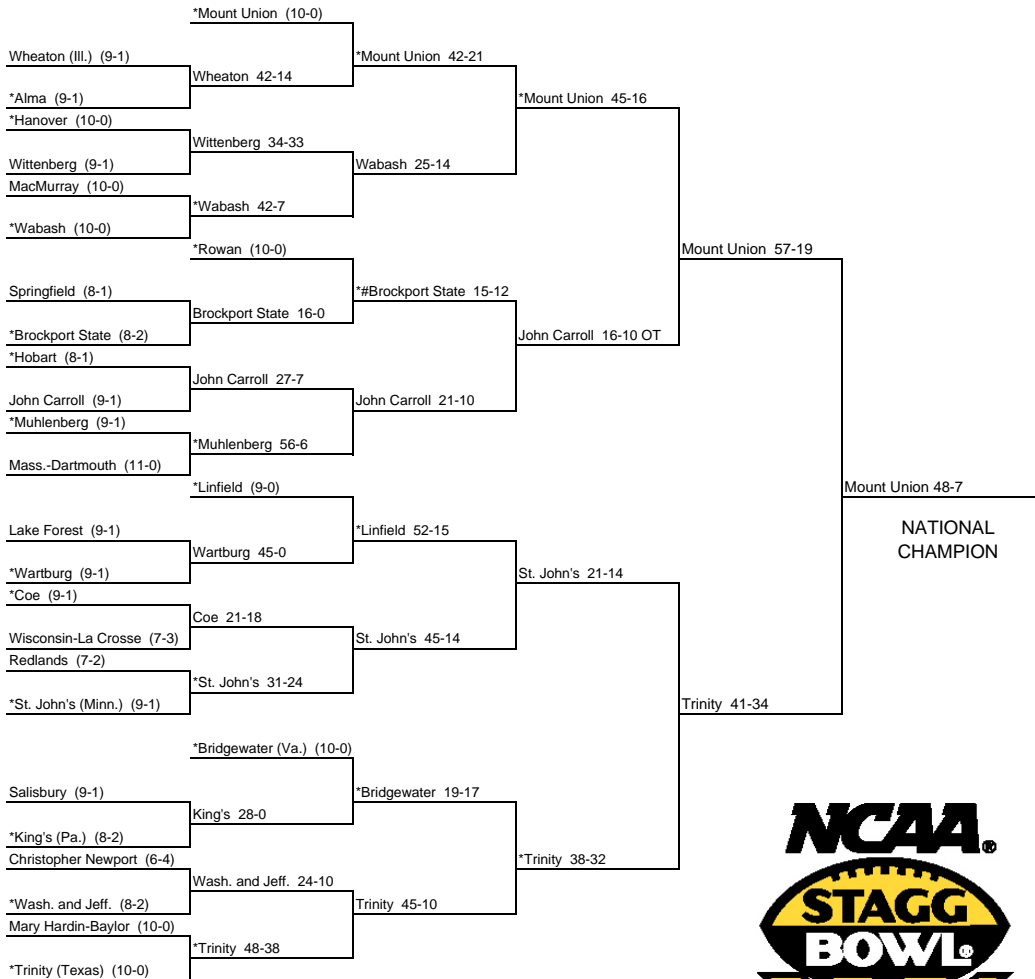 *Mount Union (10-0)
Wheaton (Ill.) (9-1)
*Mount Union 42-21
Wheaton 42-14
*Alma (9-1)
*Mount Union 45-16
*Hanover (10-0)
Wittenberg 34-33
Wittenberg (9-1)
Wabash 25-14
MacMurray (10-0)
*Wabash 42-7
*Wabash (10-0)
*Rowan (10-0)
Mount Union 57-19
Springfield (8-1)
*#Brockport State 15-12
Brockport State 16-0
*Brockport State (8-2)
John Carroll 16-10 OT
*Hobart (8-1)
John Carroll 27-7
John Carroll (9-1)
John Carroll 21-10
*Muhlenberg (9-1)
*Muhlenberg 56-6
Mass.-Dartmouth (11-0)
*Linfield (9-0)
Mount Union 48-7
NATIONAL
CHAMPION
Lake Forest (9-1)
*Linfield 52-15
Wartburg 45-0
*Wartburg (9-1)
St. John's 21-14
*Coe (9-1)
Coe 21-18
Wisconsin-La Crosse (7-3)
St. John's 45-14
Redlands (7-2)
*St. John's 31-24
*St. John's (Minn.) (9-1)
Trinity 41-34
*Bridgewater (Va.) (10-0)
Salisbury (9-1)
*Bridgewater 19-17
King's 28-0
*King's (Pa.) (8-2)
Christopher Newport (6-4)
*Trinity 38-32
Wash. and Jeff. 24-10
*Wash. and Jeff. (8-2)
Trinity 45-10
Mary Hardin-Baylor (10-0)
*Trinity 48-38
*Trinity (Texas) (10-0)
NCAA®
STAGG
BOWL®